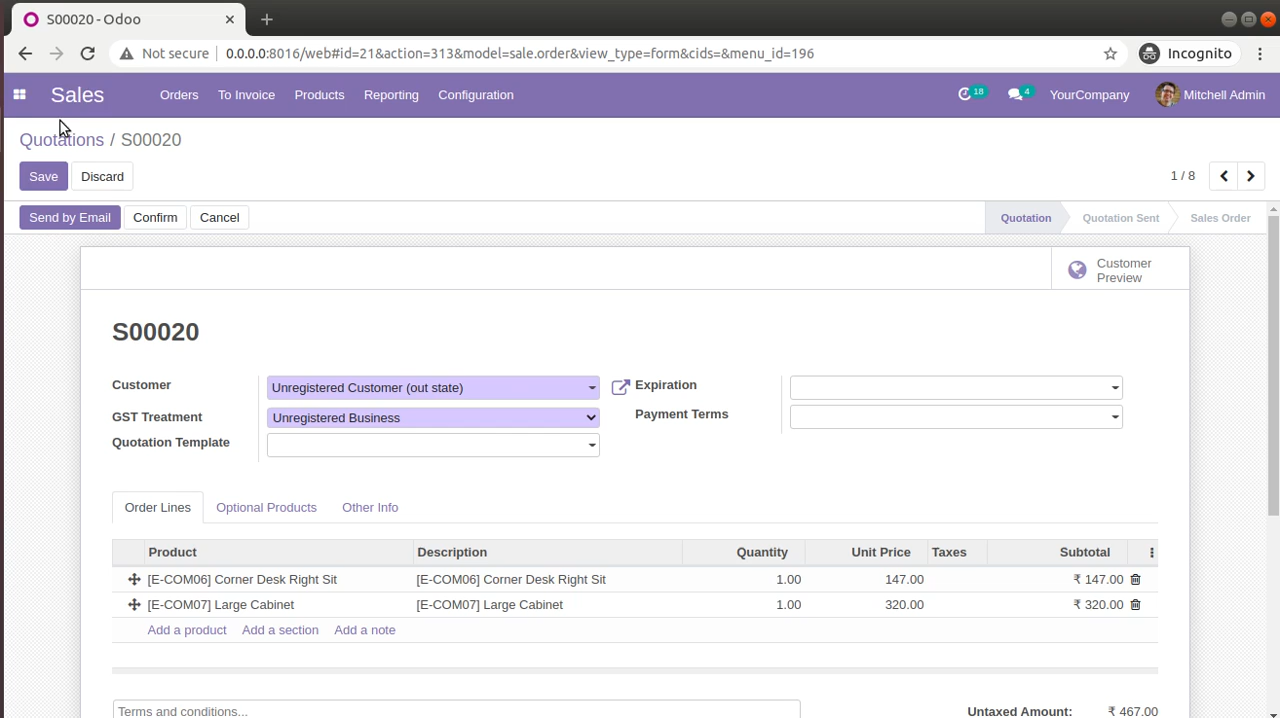 S00020 - Odoo
Not secure 0.0.0.0:8016/web#id=21&action=313&model=sale.order&view_type=form&cids=&menu_id=196 Incognito
Sales Orders To Invoice Products Reporting Configuration 18 4 YourCompany Mitchell Admin
Quotations / S00020
Save Discard 1 / 8
Send by Email Confirm Cancel Quotation Quotation Sent Sales Order
Customer
Preview
S00020
Customer Unregistered Customer (out state) Expiration
GST Treatment Unregistered Business Payment Terms
Quotation Template
Order Lines Optional Products Other Info
Product Description Quantity Unit Price Taxes Subtotal
[E-COM06] Corner Desk Right Sit [E-COM06] Corner Desk Right Sit 1.00 147.00 ₹ 147.00
[E-COM07] Large Cabinet [E-COM07] Large Cabinet 1.00 320.00 ₹ 320.00
Add a product Add a section Add a note
Terms and conditions... Untaxed Amount: ₹ 467.00